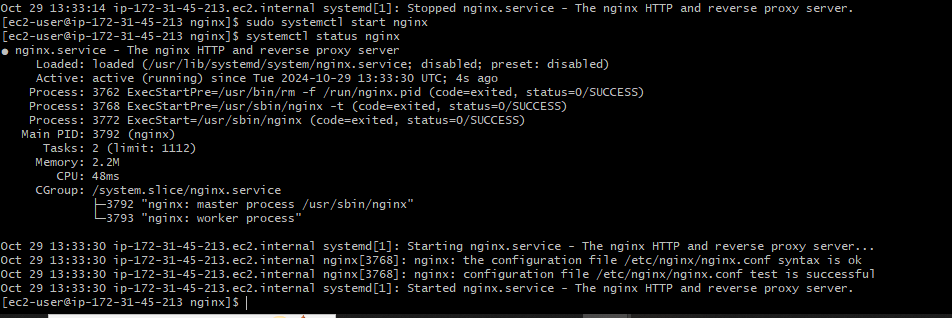 Oct 29 13:33:14 ip-172-31-45-213.ec2.internal systemd[1]: Stopped nginx.service - The nginx HTTP and reverse proxy server.
[ec2-user@ip-172-31-45-213 nginx]$ sudo systemctl start nginx
[ec2-user@ip-172-31-45-213 nginx]$ systemctl status nginx
● nginx.service - The nginx HTTP and reverse proxy server
Loaded: loaded (/usr/lib/systemd/system/nginx.service; disabled; preset: disabled)
Active: active (running) since Tue 2024-10-29 13:33:30 UTC; 4s ago
Process: 3762 ExecStartPre=/usr/bin/rm -f /run/nginx.pid (code=exited, status=0/SUCCESS)
Process: 3768 ExecStartPre=/usr/sbin/nginx -t (code=exited, status=0/SUCCESS)
Process: 3772 ExecStart=/usr/sbin/nginx (code=exited, status=0/SUCCESS)
Main PID: 3792 (nginx)
Tasks: 2 (limit: 1112)
Memory: 2.2M
CPU: 48ms
CGroup: /system.slice/nginx.service
├─3792 "nginx: master process /usr/sbin/nginx"
└─3793 "nginx: worker process"
Oct 29 13:33:30 ip-172-31-45-213.ec2.internal systemd[1]: Starting nginx.service - The nginx HTTP and reverse proxy server...
Oct 29 13:33:30 ip-172-31-45-213.ec2.internal nginx[3768]: nginx: the configuration file /etc/nginx/nginx.conf syntax is ok
Oct 29 13:33:30 ip-172-31-45-213.ec2.internal nginx[3768]: nginx: configuration file /etc/nginx/nginx.conf test is successful
Oct 29 13:33:30 ip-172-31-45-213.ec2.internal systemd[1]: Started nginx.service - The nginx HTTP and reverse proxy server.
[ec2-user@ip-172-31-45-213 nginx]$